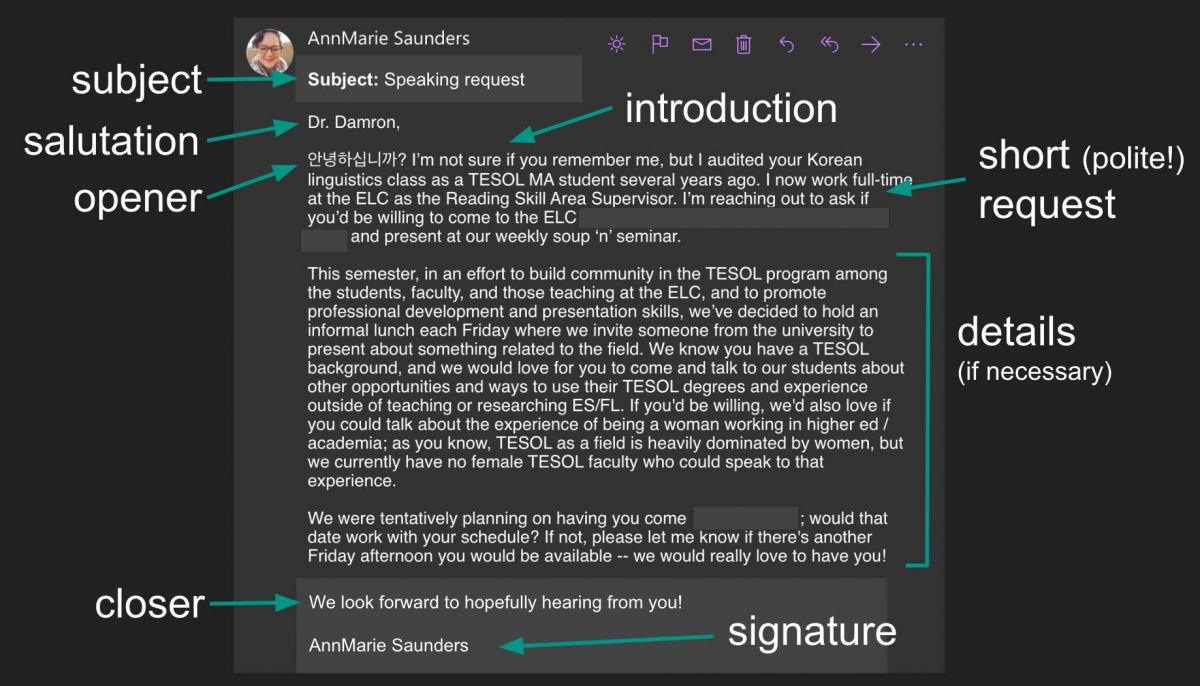 AnnMarie Saunders
subject
Subject: Speaking request
salutation
Dr. Damron,
introduction
opener
안녕하십니까? I'm not sure if you remember me, but I audited your Korean
linguistics class as a TESOL MA student several years ago. I now work full-time
at the ELC as the Reading Skill Area Supervisor. I'm reaching out to ask if
you'd be willing to come to the ELC
and present at our weekly soup 'n' seminar.
short (polite!)
request
This semester, in an effort to build community in the TESOL program among
the students, faculty, and those teaching at the ELC, and to promote
professional development and presentation skills, we've decided to hold an
informal lunch each Friday where we invite someone from the university to
present about something related to the field. We know you have a TESOL
background, and we would love for you to come and talk to our students about
other opportunities and ways to use their TESOL degrees and experience
outside of teaching or researching ES/FL. If you'd be willing, we'd also love if
you could talk about the experience of being a woman working in higher ed /
academia; as you know, TESOL as a field is heavily dominated by women, but
we currently have no female TESOL faculty who could speak to that
experience.
We were tentatively planning on having you come ; would that
date work with your schedule? If not, please let me know if there's another
Friday afternoon you would be available -- we would really love to have you!
details
(if necessary)
closer
We look forward to hopefully hearing from you!
AnnMarie Saunders
signature